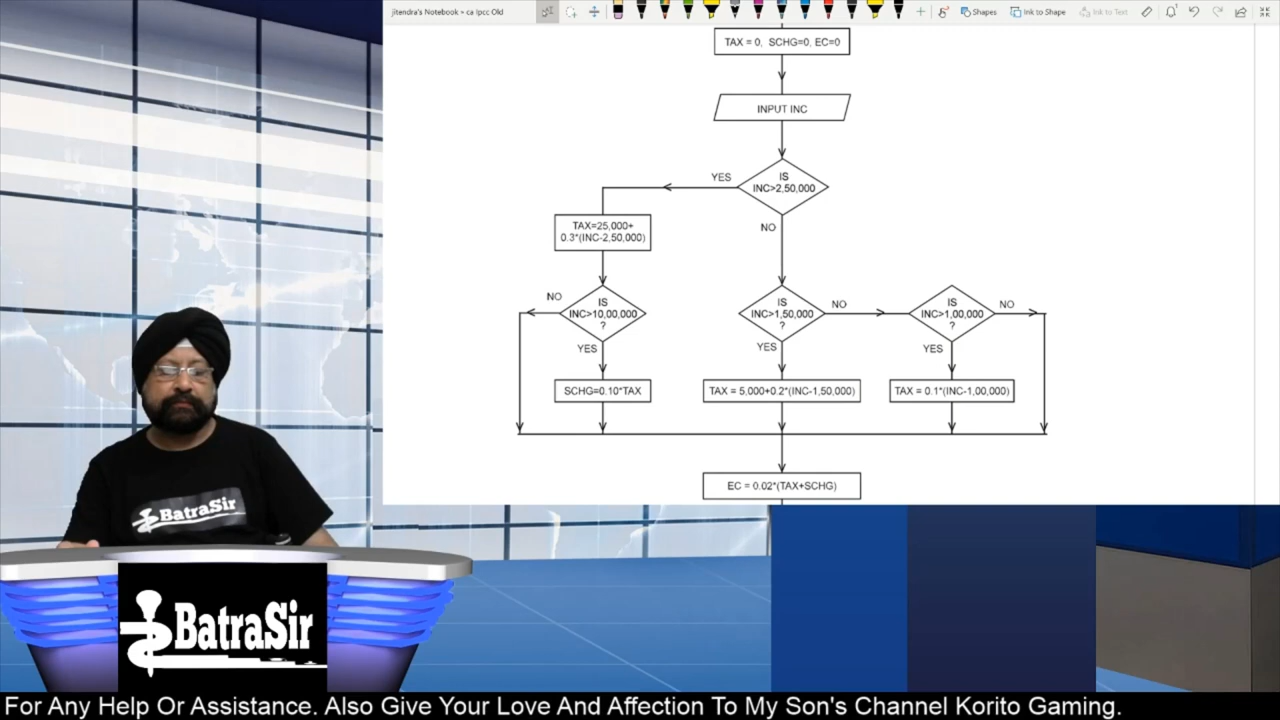 jitendra's Notebook > ca Ipcc Old
Shapes
Ink to Shape
Ink to Text
TAX = 0, SCHG=0, EC=0
INPUT INC
IS
INC>2,50,000
YES
NO
TAX=25,000+
0.3*(INC-2,50,000)
IS
INC>10,00,000
?
NO
YES
SCHG=0.10*TAX
IS
INC>1,50,000
?
NO
YES
TAX = 5,000+0.2*(INC-1,50,000)
IS
INC>1,00,000
?
NO
YES
TAX = 0.1*(INC-1,00,000)
EC = 0.02*(TAX+SCHG)
BatraSir
BatraSir
For Any Help Or Assistance. Also Give Your Love And Affection To My Son's Channel Korito Gaming.